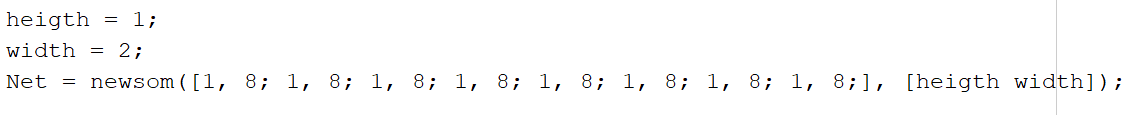 heigth = 1;
width = 2;
Net = newsom([1, 8; 1, 8; 1, 8; 1, 8; 1, 8; 1, 8; 1, 8; 1, 8;], [heigth width]);